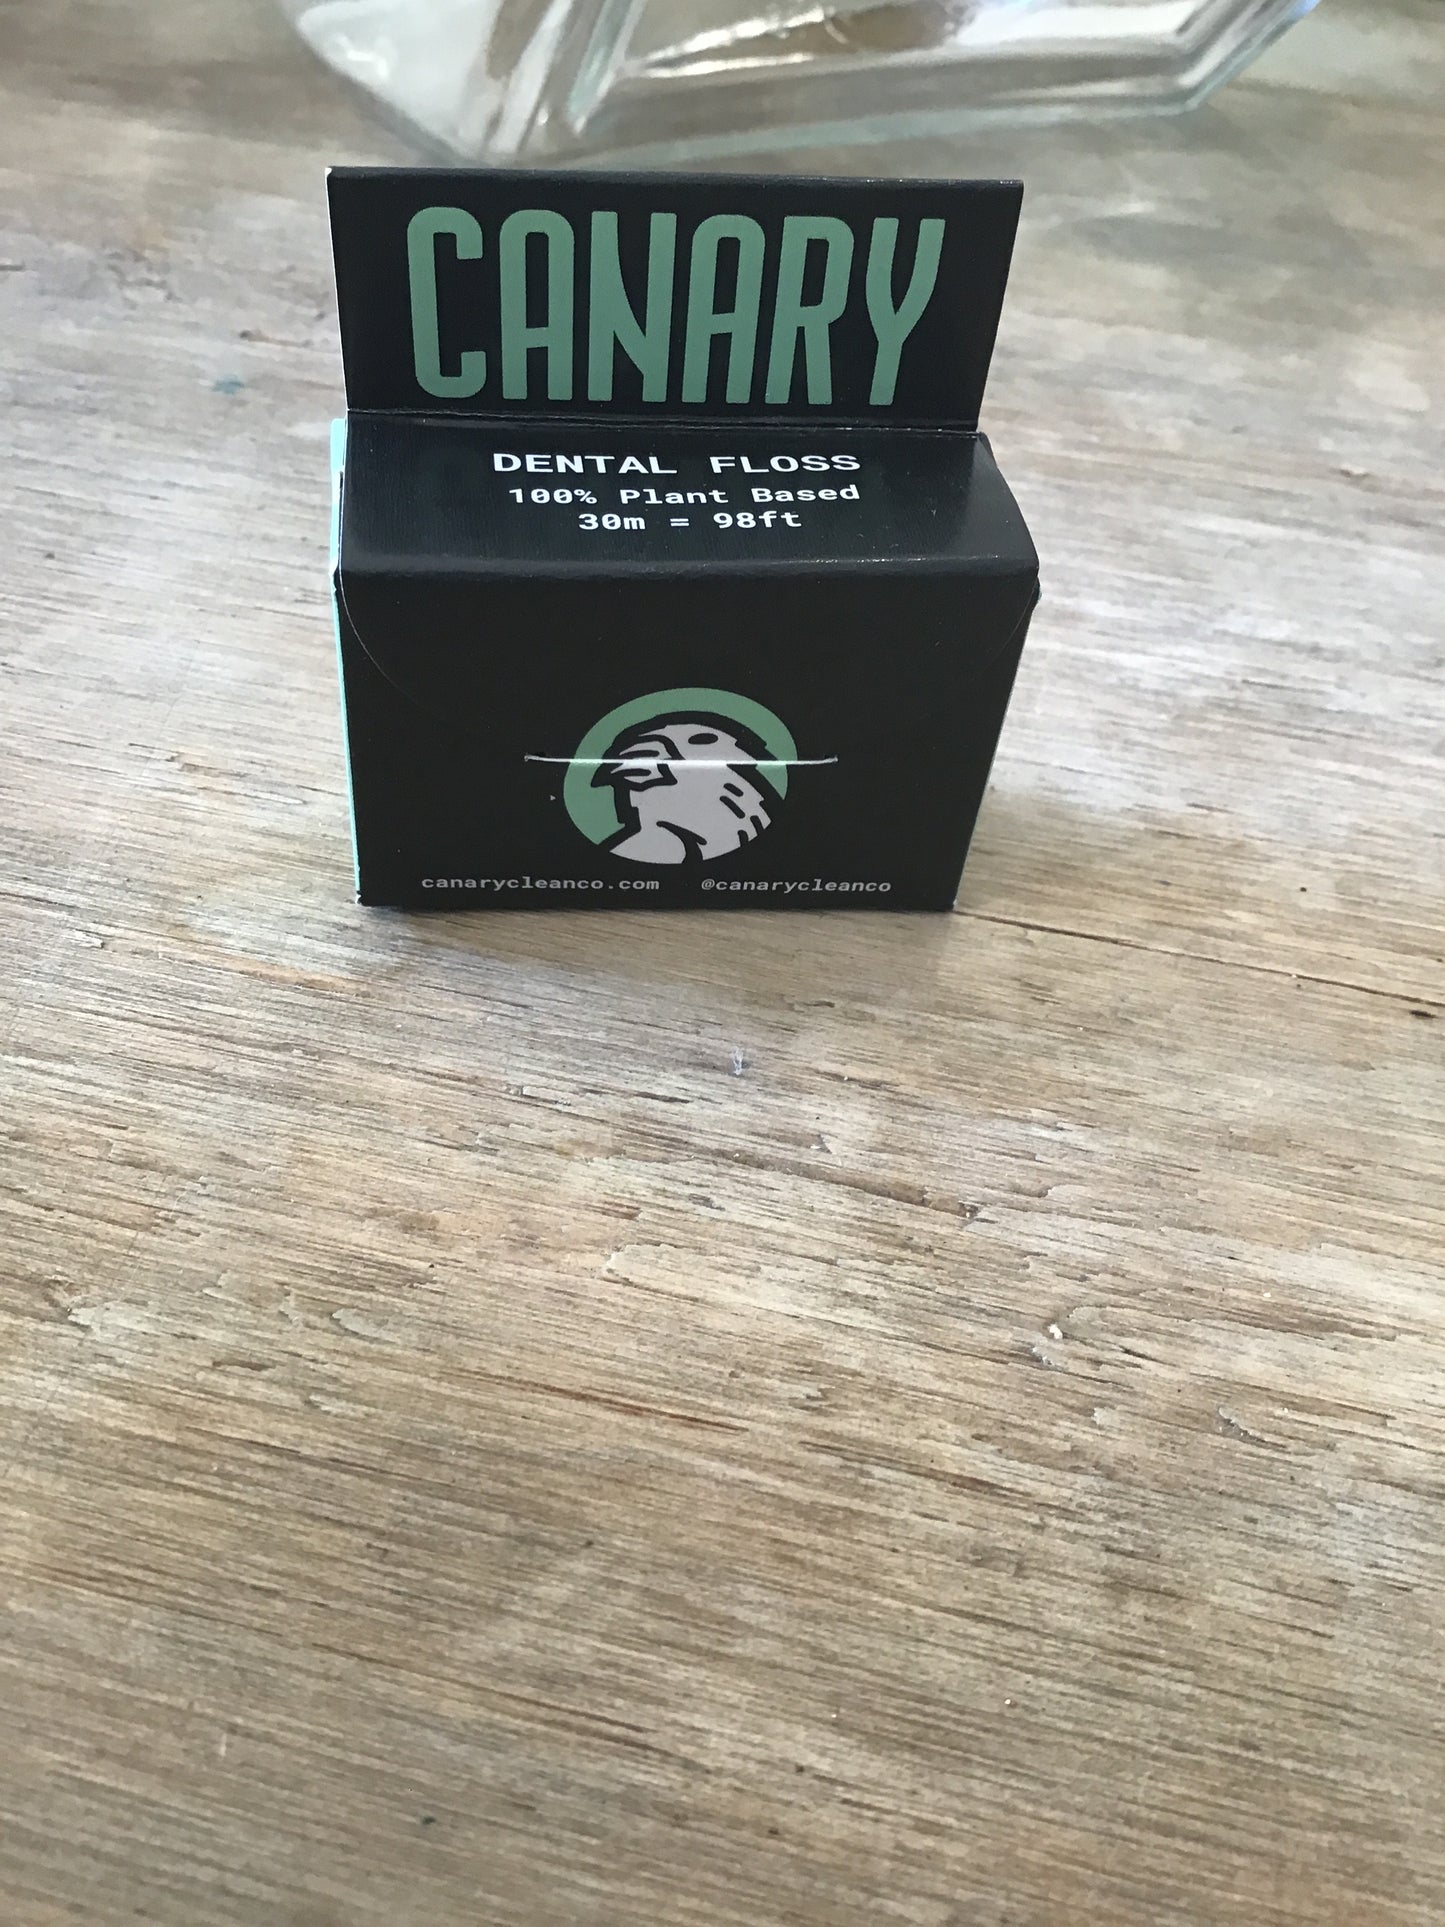 CANARY
DENTAL FLOSS
100% Plant Based
30m = 98ft
canarycleanco.com @canarycleanco